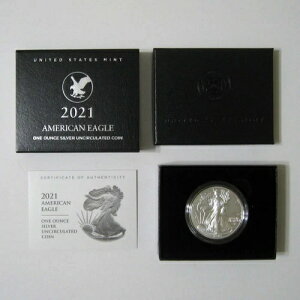 UNITED STATES MINT
2021
AMERICAN EAGLE
ONE OUNCE SILVER UNCIRCULATED COIN
CERTIFICATE OF AUTHENTICITY
2021
AMERICAN
EAGLE
ONE OUNCE
SILVER
UNCIRCULATED
COIN